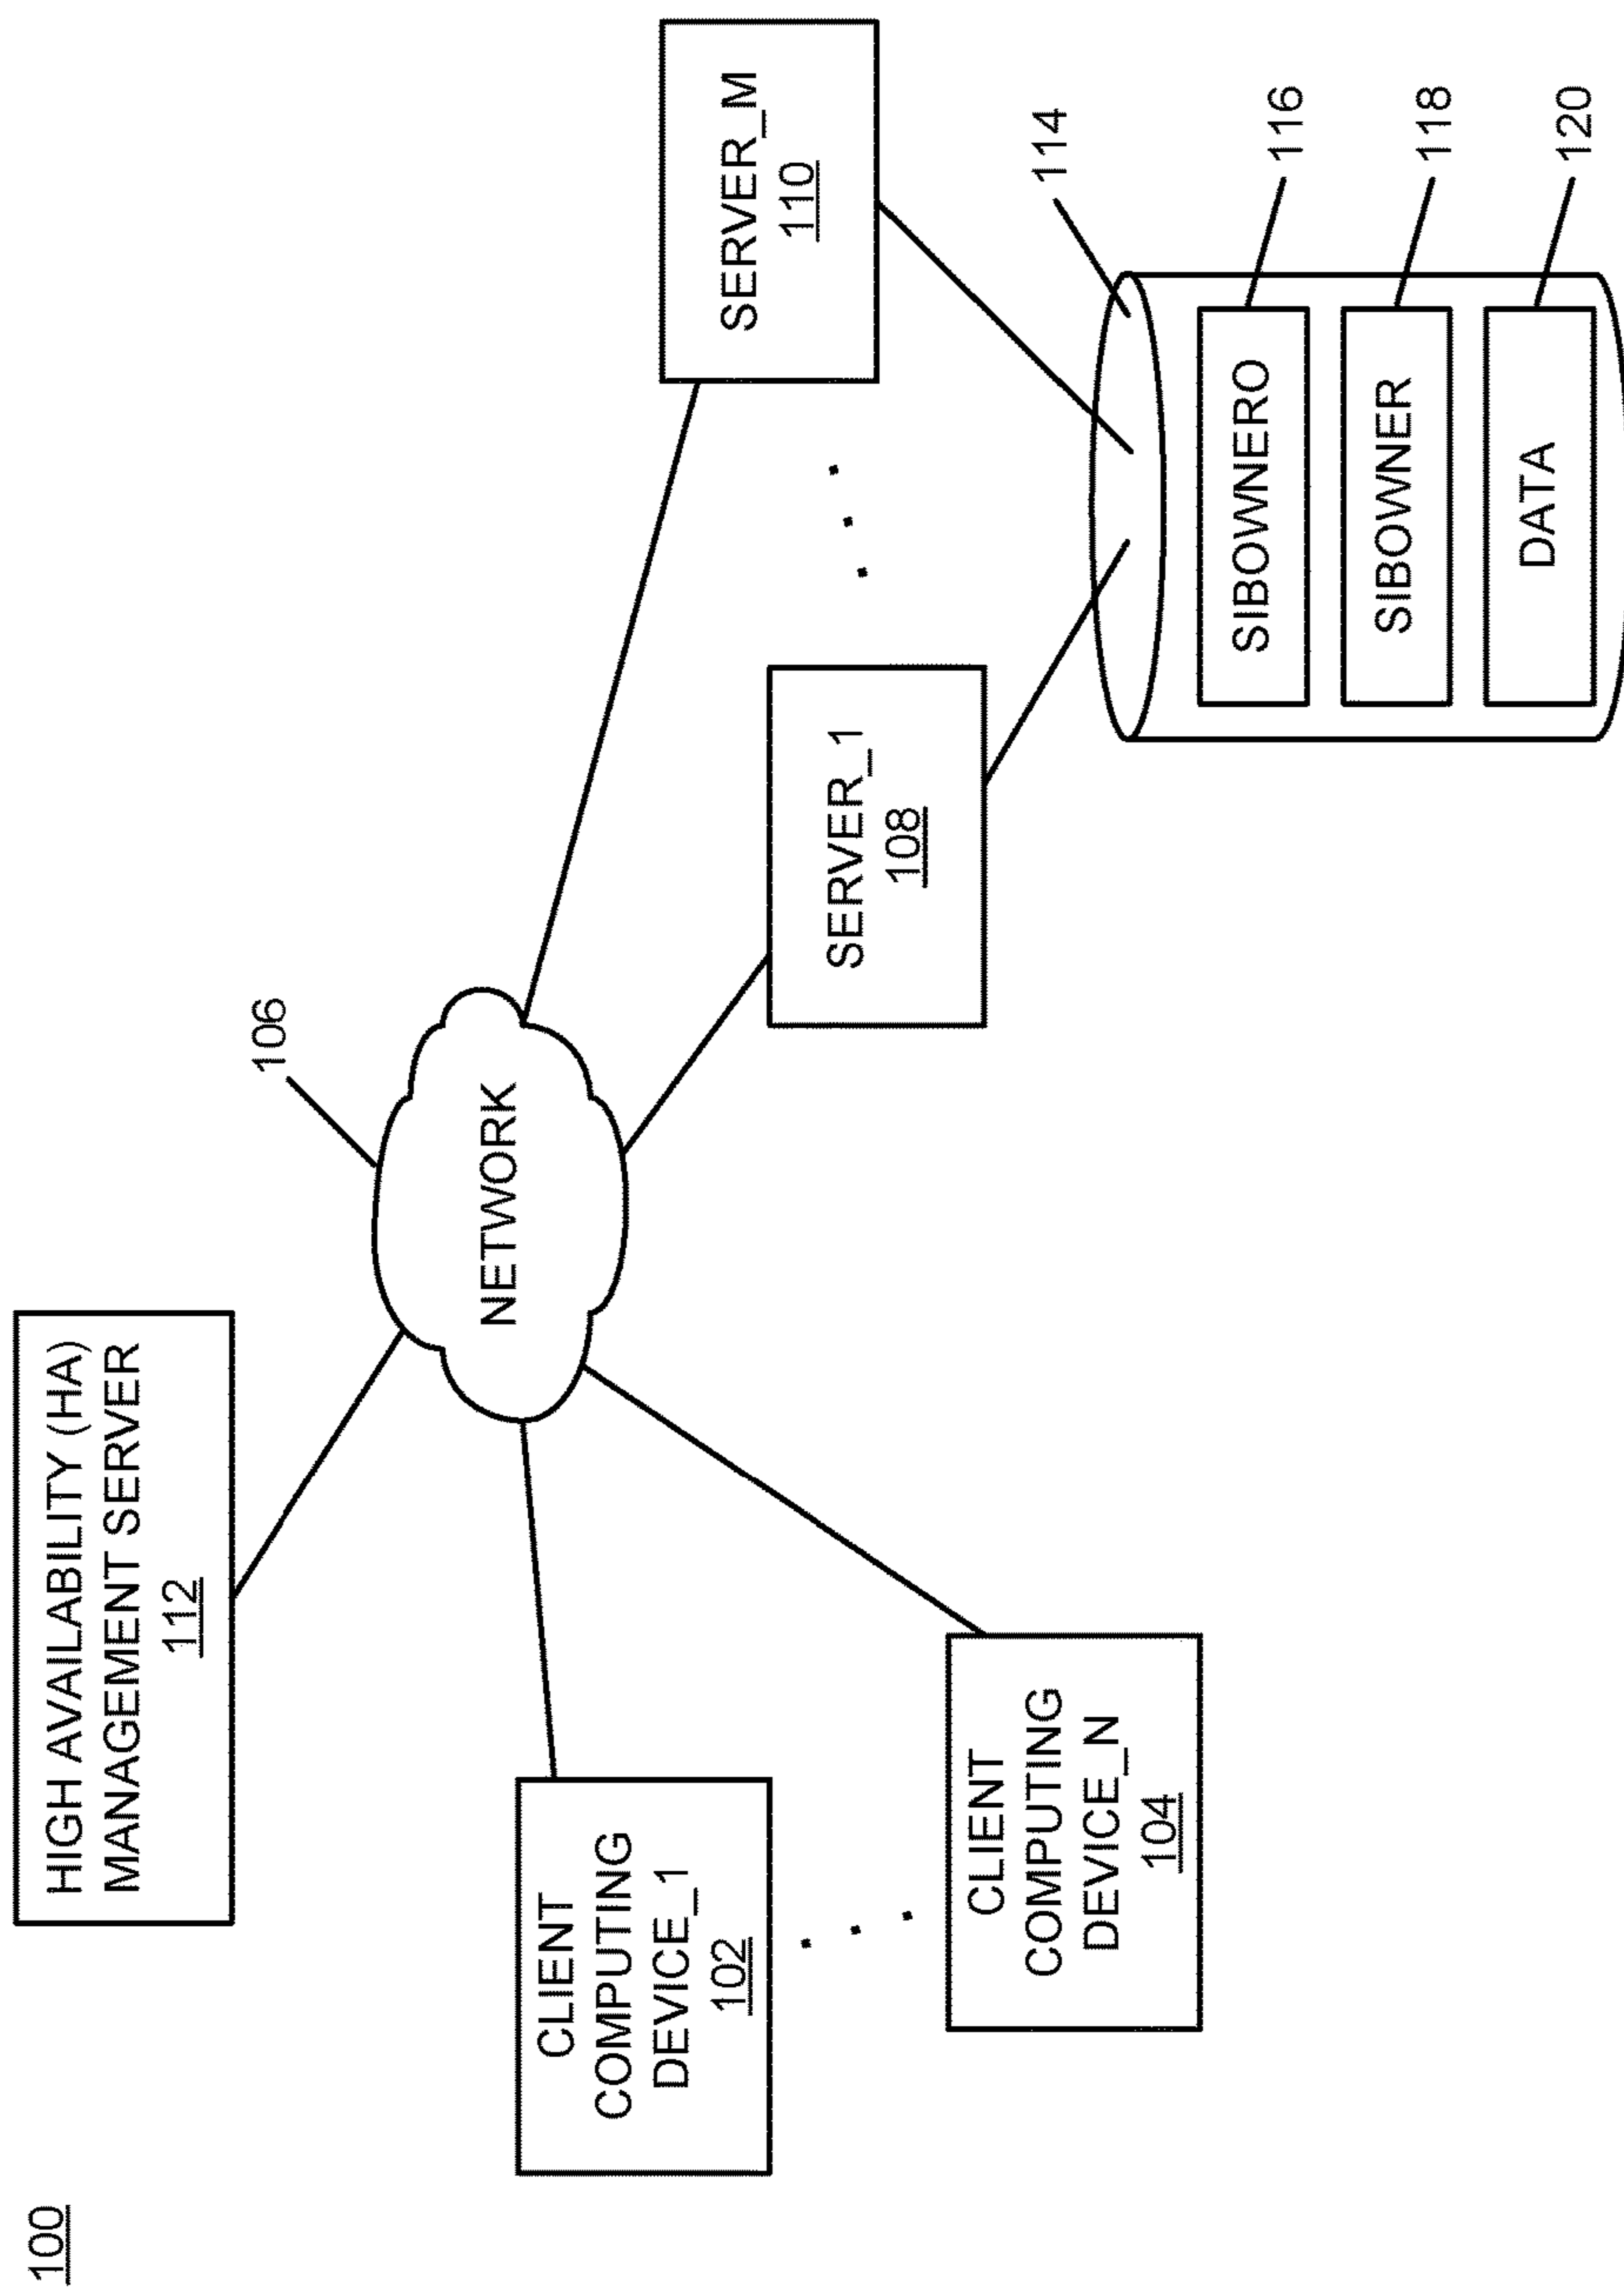 100
HIGH AVAILABILITY (HA)
MANAGEMENT SERVER
112
106
NETWORK
CLIENT
COMPUTING
DEVICE_1
102
CLIENT
COMPUTING
DEVICE_N
104
SERVER_1
108
SERVER_M
110
114
SIBOWNERO
116
SIBOWNER
118
DATA
120